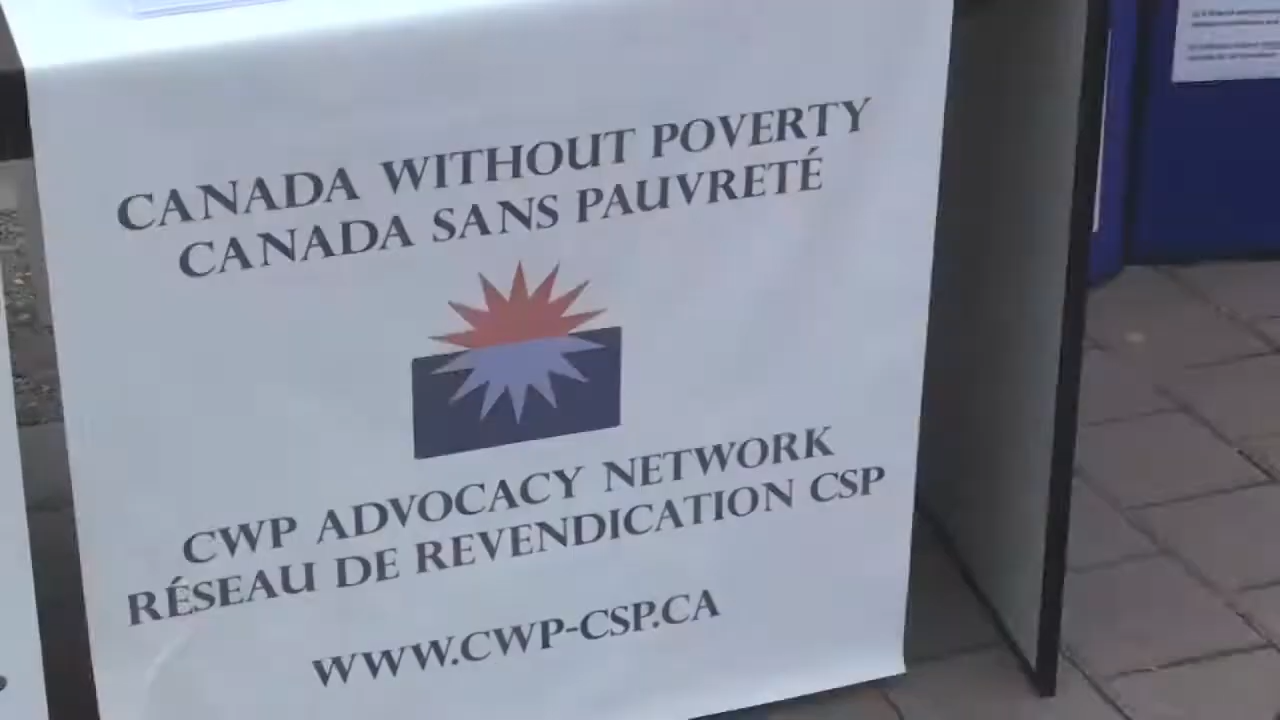 CANADA WITHOUT POVERTY
CANADA SANS PAUVRETÉ
CWP ADVOCACY NETWORK
RÉSEAU DE REVENDICATION CSP
WWW.CWP-CSP.CA